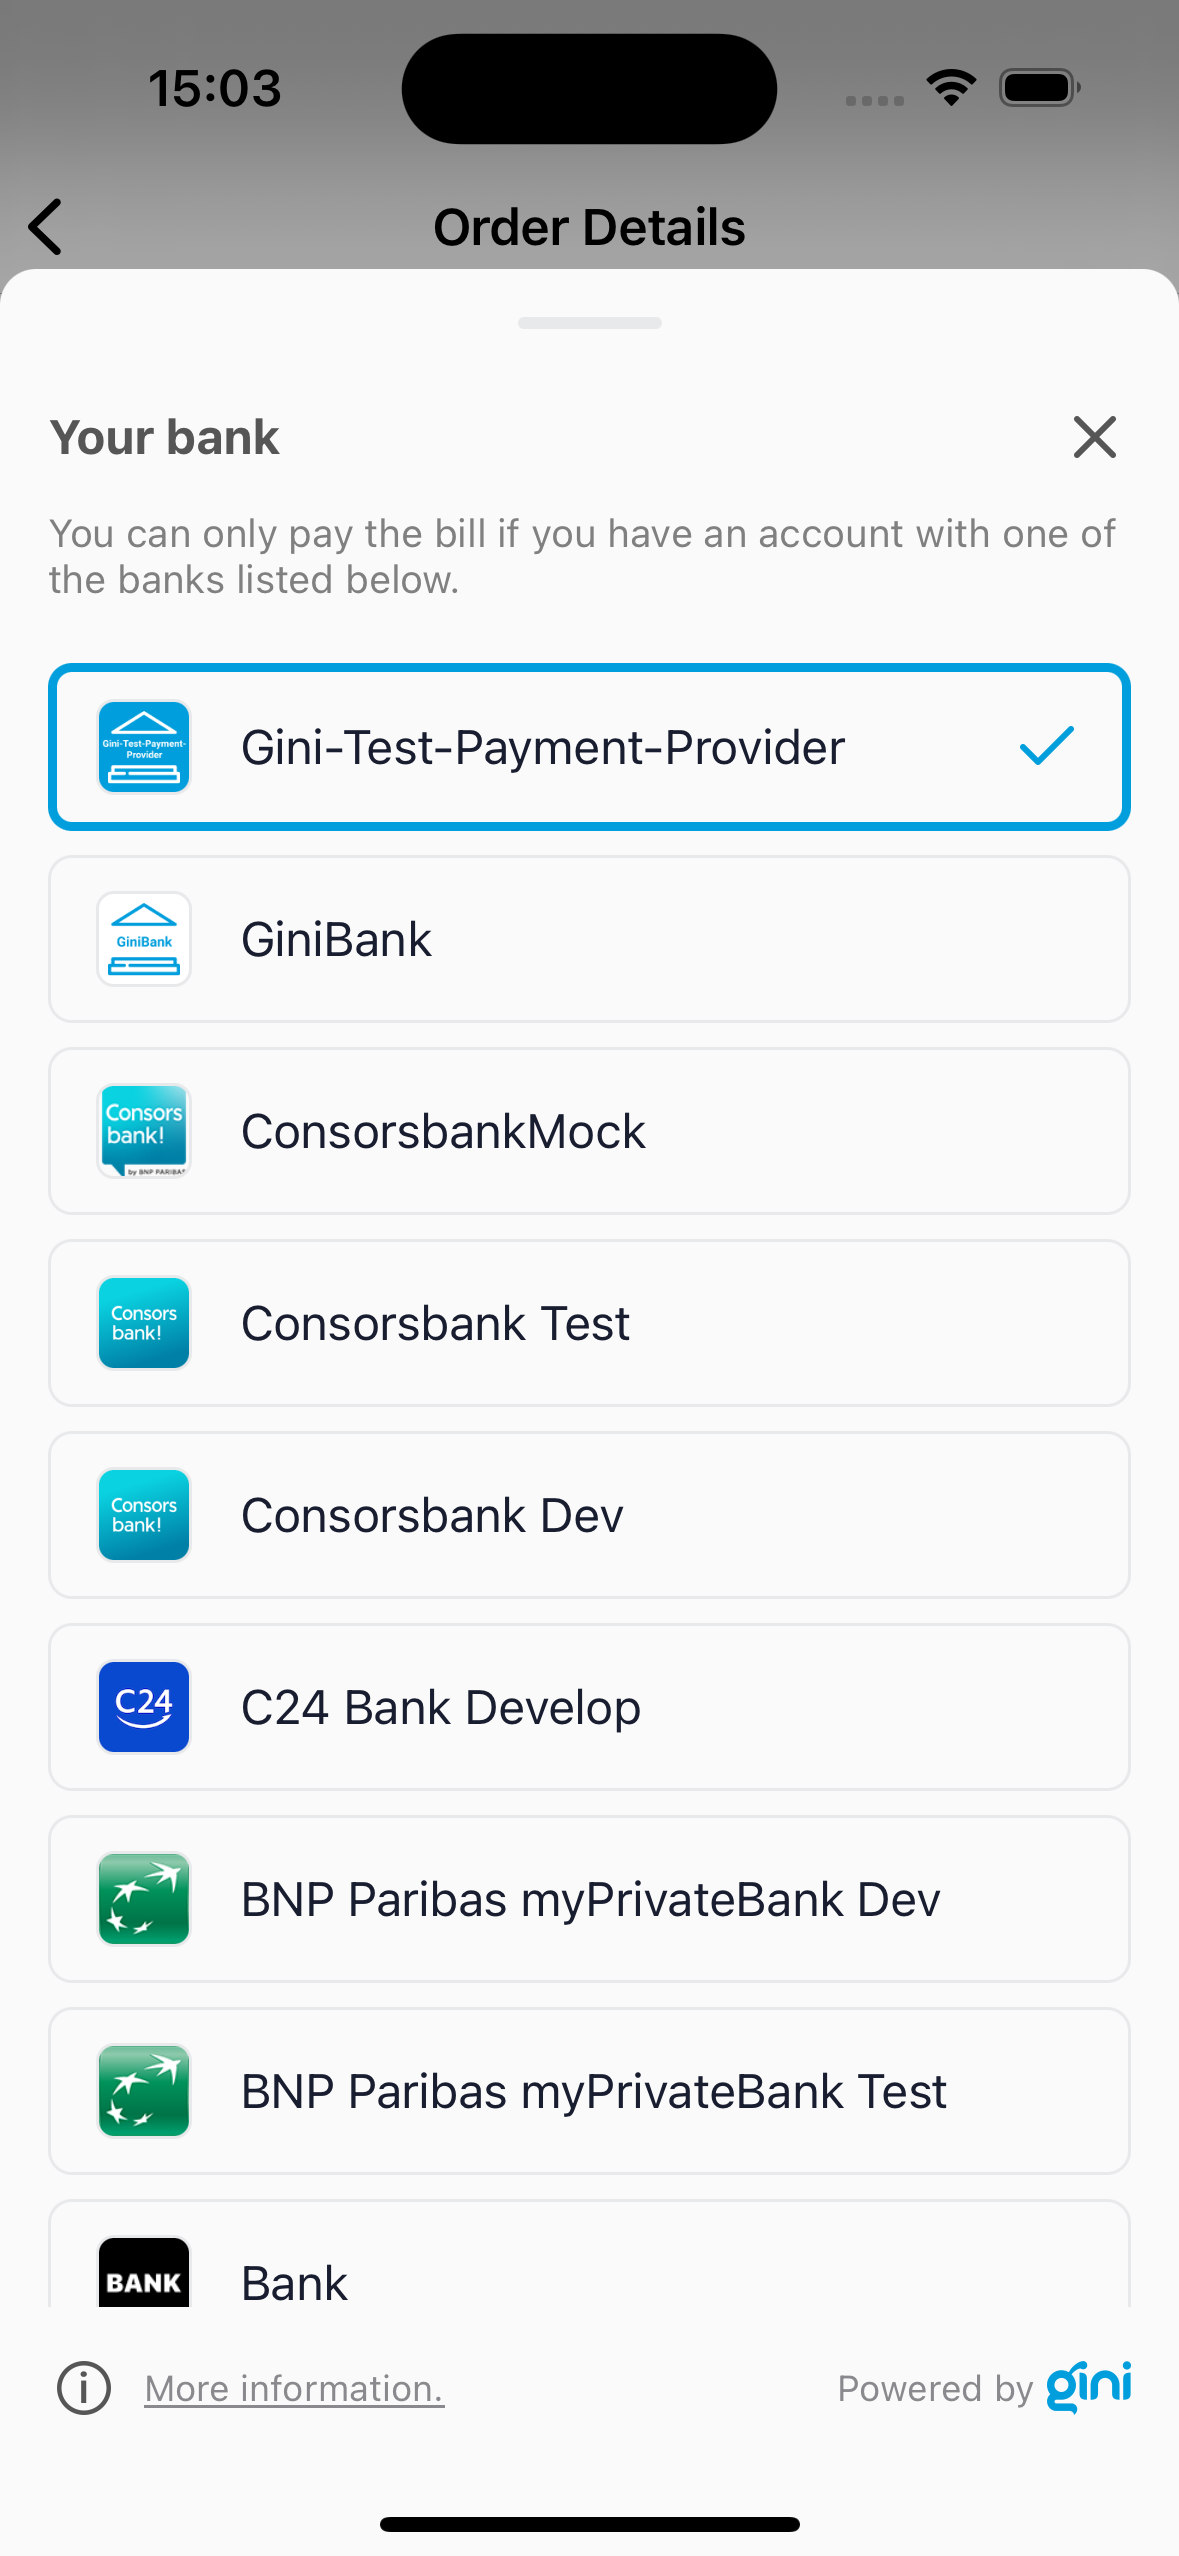 15:03
Order Details
Your bank
You can only pay the bill if you have an account with one of
the banks listed below.
Gini-Test-Payment-
Provider
Gini-Test-Payment-Provider
GiniBank
GiniBank
Consors
bank!
by BNP PARIBAS
ConsorsbankMock
Consors
bank!
Consorsbank Test
Consors
bank!
Consorsbank Dev
C24
C24 Bank Develop
BNP Paribas myPrivateBank Dev
BNP Paribas myPrivateBank Test
BANK
Bank
More information.
Powered by gini